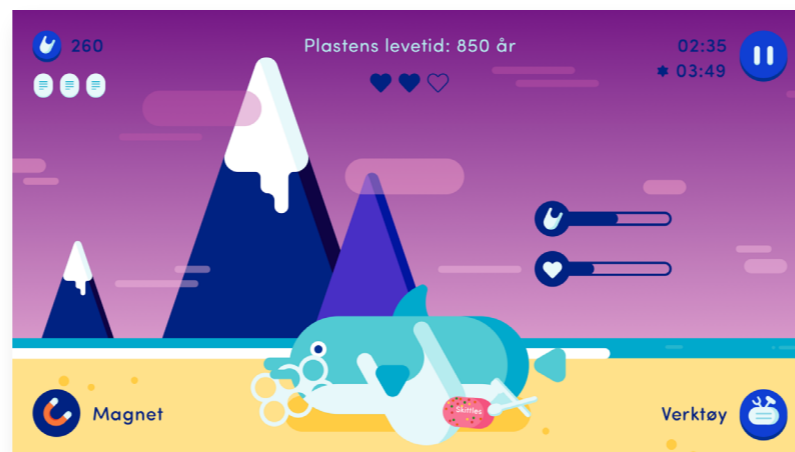 260
Plastens levetid: 850 år
02:35
03:49
Skittles
Magnet
Verktøy